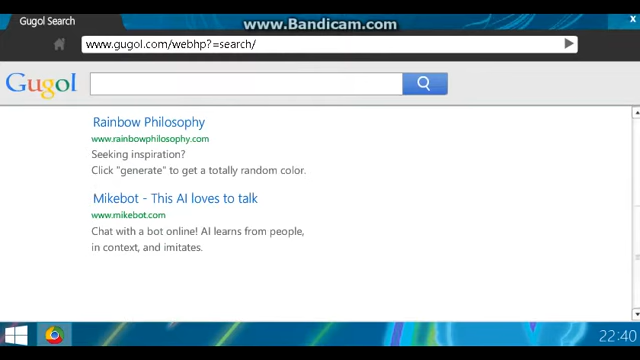 www.Bandicam.com
Gugol Search
x
www.gugol.com/webhp?=search/
Gugol
Rainbow Philosophy
www.rainbowphilosophy.com
Seeking inspiration?
Click "generate" to get a totally random color.
Mikebot - This AI loves to talk
www.mikebot.com
Chat with a bot online! AI learns from people,
in context, and imitates.
22:40